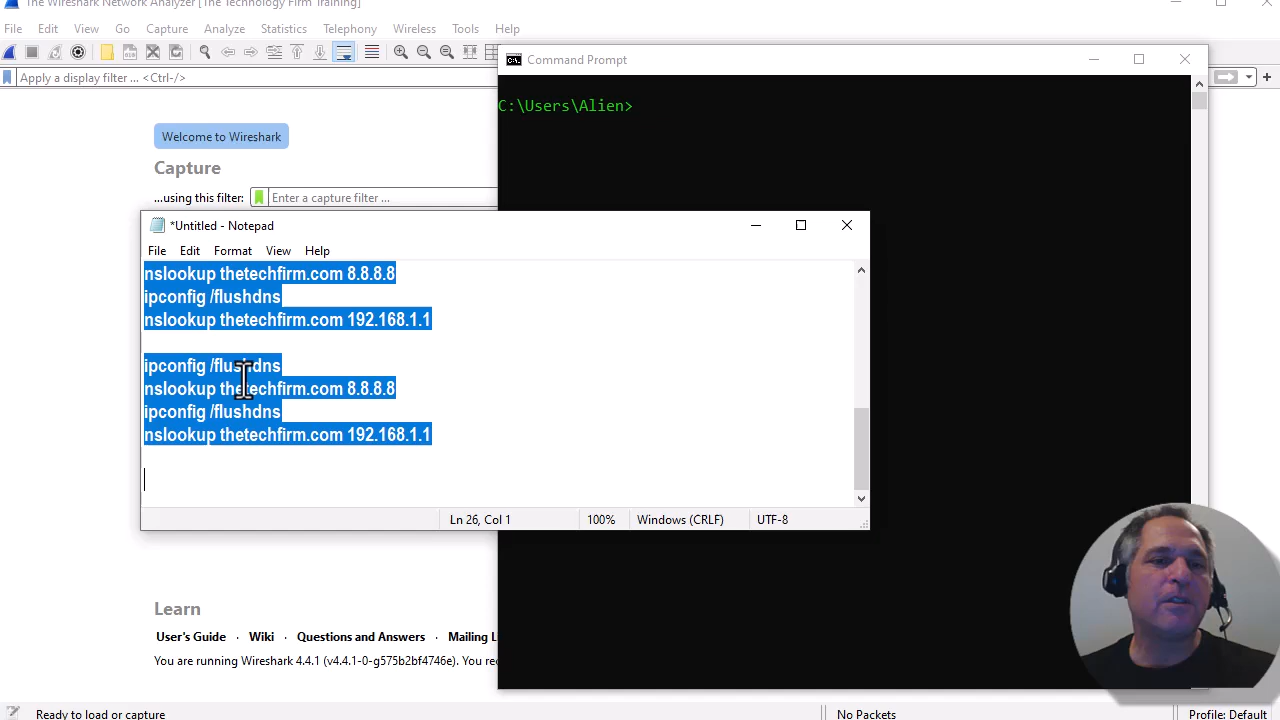 The Wireshark Network Analyzer [The Technology Firm Training]
File Edit View Go Capture Analyze Statistics Telephony Wireless Tools Help
Apply a display filter ... <Ctrl-/>
Command Prompt
C:\Users\Alien>
Welcome to Wireshark
Capture
...using this filter: Enter a capture filter ...
*Untitled - Notepad
File Edit Format View Help
nslookup thetechfirm.com 8.8.8.8
ipconfig /flushdns
nslookup thetechfirm.com 192.168.1.1
ipconfig /flushdns
nslookup thetechfirm.com 8.8.8.8
ipconfig /flushdns
nslookup thetechfirm.com 192.168.1.1
Ln 26, Col 1 100% Windows (CRLF) UTF-8
Learn
User's Guide · Wiki · Questions and Answers · Mailing
You are running Wireshark 4.4.1 (v4.4.1-0-g575b2bf4746e). You
Ready to load or capture No Packets Profile: Default